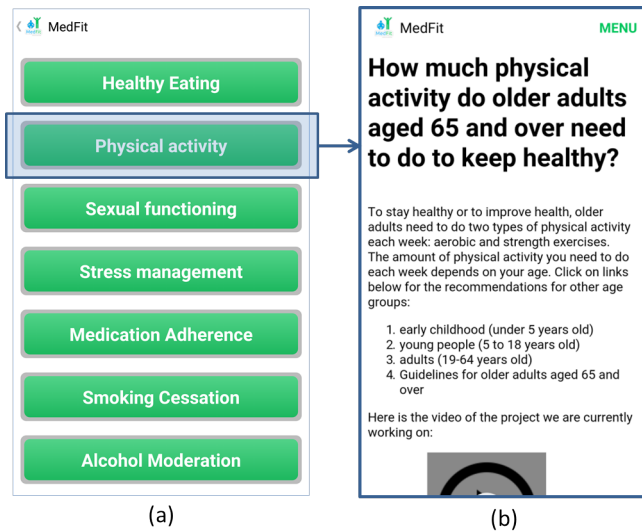 MedFit
Healthy Eating
Physical activity
Sexual functioning
Stress management
Medication Adherence
Smoking Cessation
Alcohol Moderation
(a)
MedFit
MENU
How much physical
activity do older adults
aged 65 and over need
to do to keep healthy?
To stay healthy or to improve health, older
adults need to do two types of physical activity
each week: aerobic and strength exercises.
The amount of physical activity you need to do
each week depends on your age. Click on links
below for the recommendations for other age
groups:
1. early childhood (under 5 years old)
2. young people (5 to 18 years old)
3. adults (19-64 years old)
4. Guidelines for older adults aged 65 and
over
Here is the video of the project we are currently
working on:
(b)